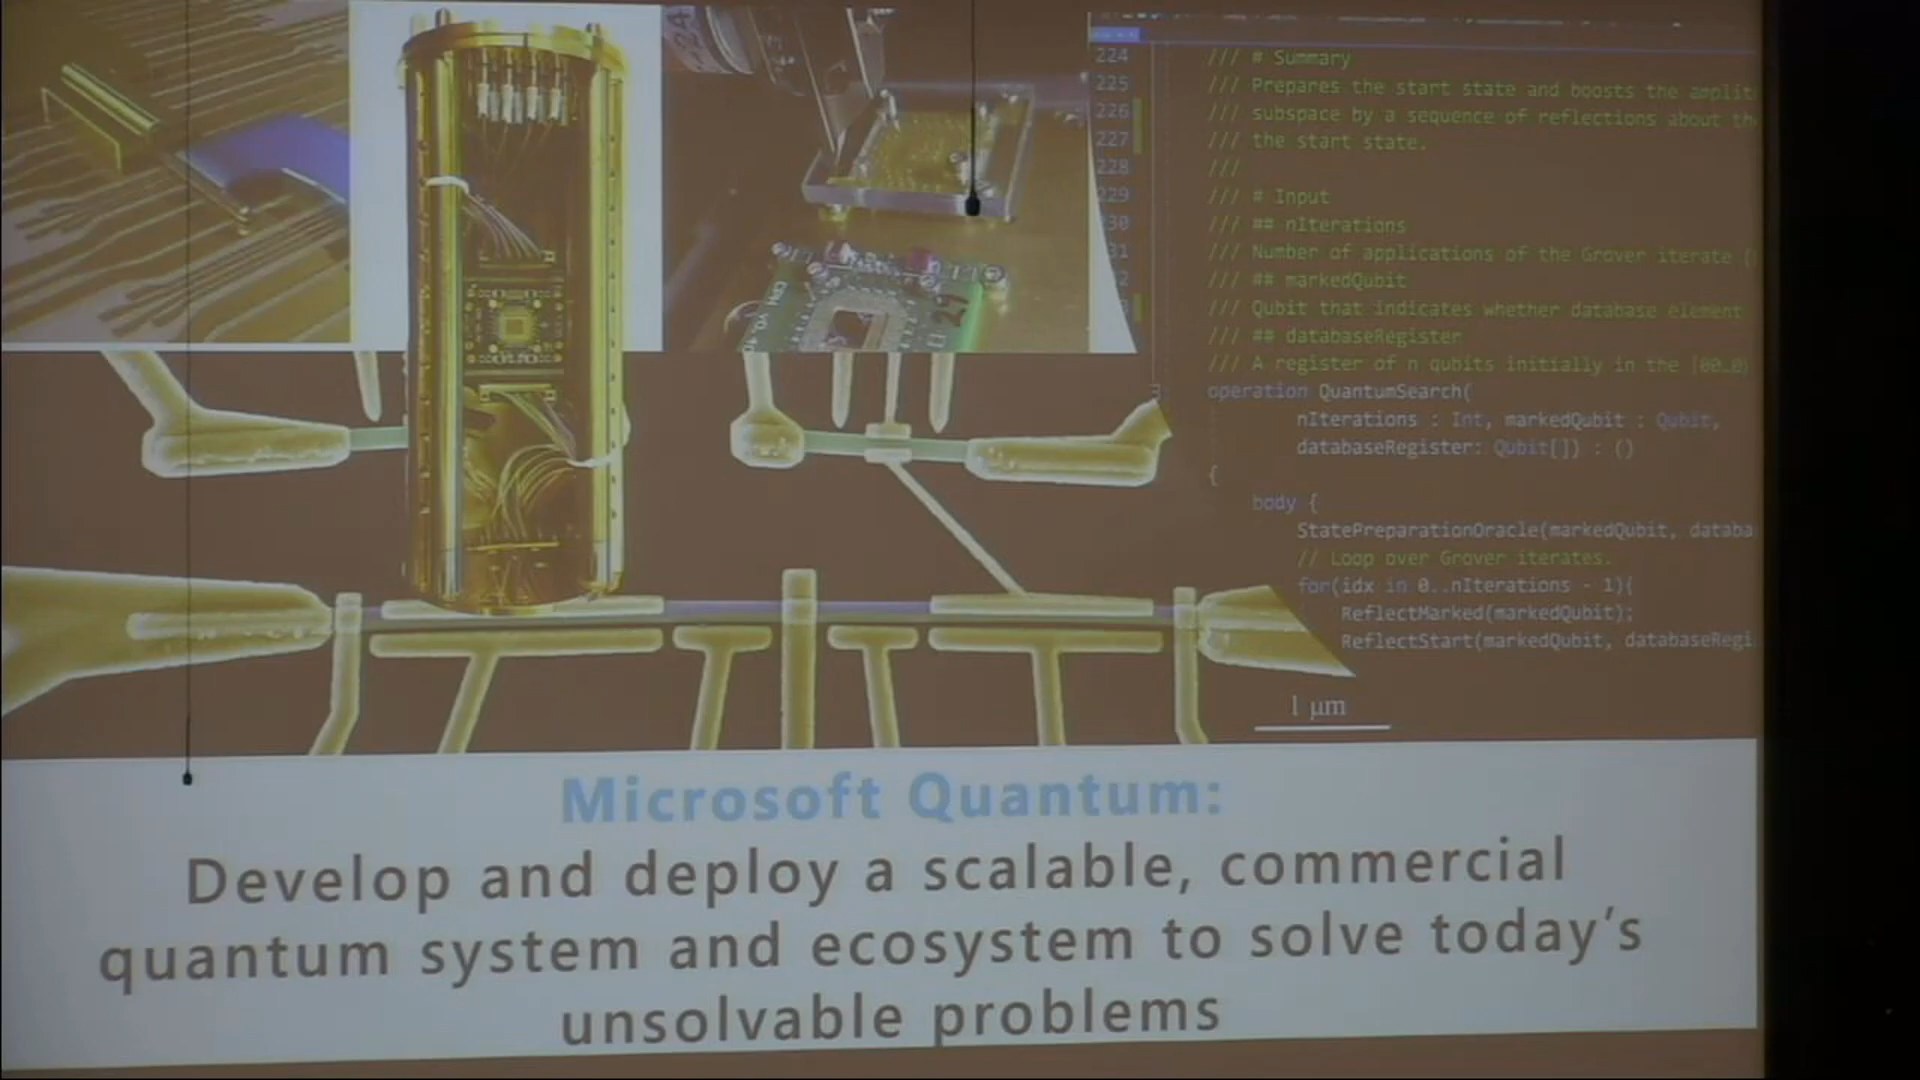 224
225
226
227
228
229
30
31
2
/// # Summary
/// Prepares the start state and boosts the
/// subspace by a sequence of reflections about
/// the start state.
///
/// # Input
/// ## nIterations
/// Number of applications of the Grover iterate
/// ## markedQubit
/// Qubit that indicates whether database element
/// ## databaseRegister
/// A register of n qubits initially in the
operation QuantumSearch(
nIterations : Int, markedQubit : Qubit,
databaseRegister: Qubit[]) : ()
{
body {
StatePreparationOracle(markedQubit, databa
// Loop over Grover iterates.
for(idx in 0..nIterations - 1){
ReflectMarked(markedQubit);
ReflectStart(markedQubit, databaseRegi
1 μm
Microsoft Quantum:
Develop and deploy a scalable, commercial
quantum system and ecosystem to solve today's
unsolvable problems